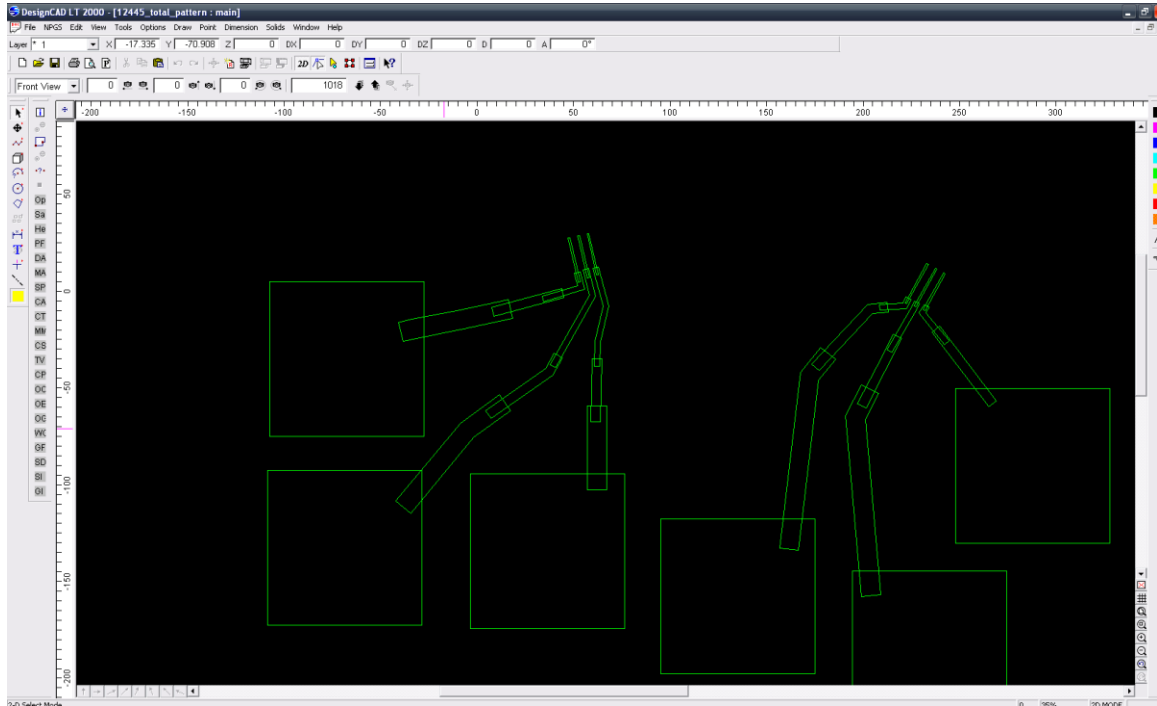 DesignCAD LT 2000 - [12445_total_pattern : main]
File NPGS Edit View Tools Options Draw Point Dimension Solids Window Help
Layer * 1 X -17.335 Y -70.908 Z 0 DX 0 DY 0 DZ 0 D 0 A 0°
2D
Front View 0 0 0 1018
-200 -150 -100 -50 0 50 100 150 200 250 300
50
0
-50
-100
-150
-200
Op
Sa
He
PF
DA
MA
SP
CA
CT
MM
CS
TV
CP
OC
OE
OG
GF
SD
SI
GI
2-D Select Mode 0 35% 2D MODE